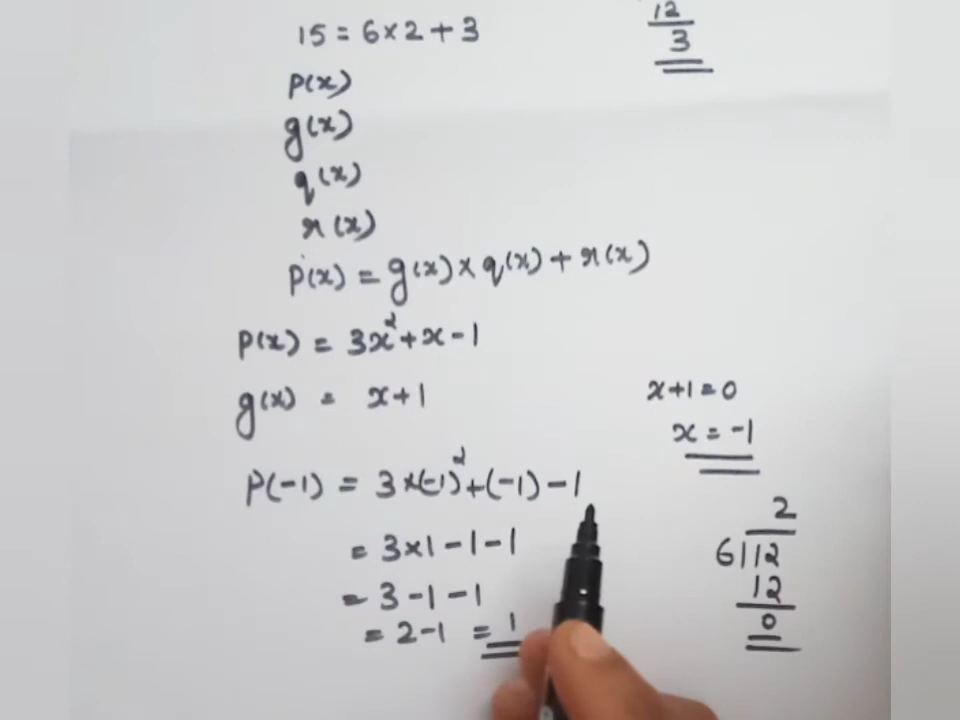 12
15 = 6×2+3
3
P(x)
g(x)
q(x)
r(x)
P(x) = g(x) × q(x) + r(x)
P(x) = 3x²+x-1
g(x) = x+1
x+1=0
x = -1
P(-1) = 3×(-1)²+(-1)-1
2
= 3×1-1-1
6)12
= 3-1-1
12
= 2-1 = 1
0